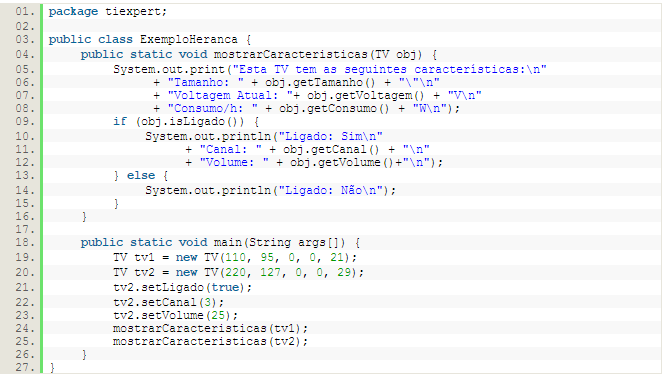 01. package tiexpert;
02.
03. public class ExemploHeranca {
04.     public static void mostrarCaracteristicas(TV obj) {
05.         System.out.print("Esta TV tem as seguintes características:\n"
06.             + "Tamanho: " + obj.getTamanho() + "\"\n"
07.             + "Voltagem Atual: "+ obj.getVoltagem() + "V\n"
08.             + "Consumo/h: " + obj.getConsumo() + "W\n");
09.         if (obj.isLigado()) {
10.             System.out.println("Ligado: Sim\n"
11.                 + "Canal: " + obj.getCanal() + "\n"
12.                 + "Volume: " + obj.getVolume()+"\n");
13.         } else {
14.             System.out.println("Ligado: Não\n");
15.         }
16.     }
17.
18.     public static void main(String args[]) {
19.         TV tv1 = new TV(110, 95, 0, 0, 21);
20.         TV tv2 = new TV(220, 127, 0, 0, 29);
21.         tv2.setLigado(true);
22.         tv2.setCanal(3);
23.         tv2.setVolume(25);
24.         mostrarCaracteristicas(tv1);
25.         mostrarCaracteristicas(tv2);
26.     }
27. }